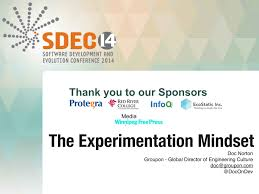 SDEC14
SOFTWARE DEVELOPMENT AND
EVOLUTION CONFERENCE 2014
Thank you to our Sponsors
Protegra
RED RIVER
COLLEGE
InfoQ
EcoStatic Inc.
Media
Winnipeg Free Press
The Experimentation Mindset
Doc Norton
Groupon - Global Director of Engineering Culture
doc@groupon.com
@DocOnDev